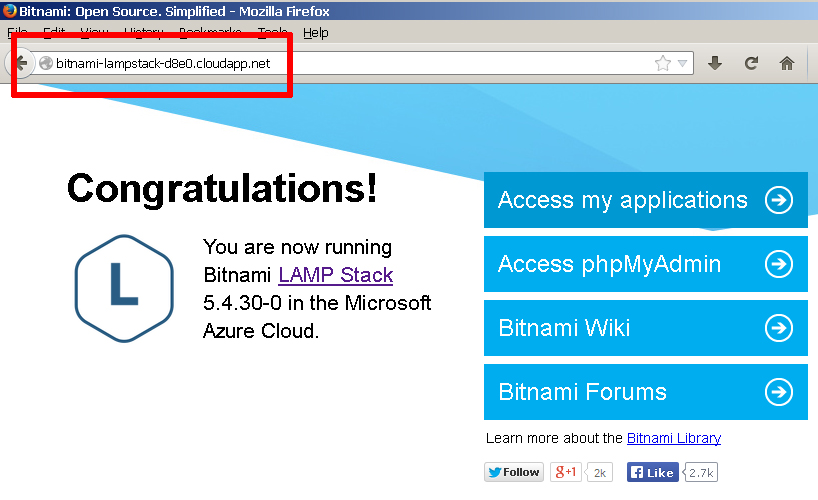 Bitnami: Open Source. Simplified - Mozilla Firefox
File Edit View History Bookmarks Tools Help
bitnami-lampstack-d8e0.cloudapp.net
Congratulations!
L
You are now running
Bitnami LAMP Stack
5.4.30-0 in the Microsoft
Azure Cloud.
Access my applications
Access phpMyAdmin
Bitnami Wiki
Bitnami Forums
Learn more about the Bitnami Library
Follow g+1 2k f Like 2.7k